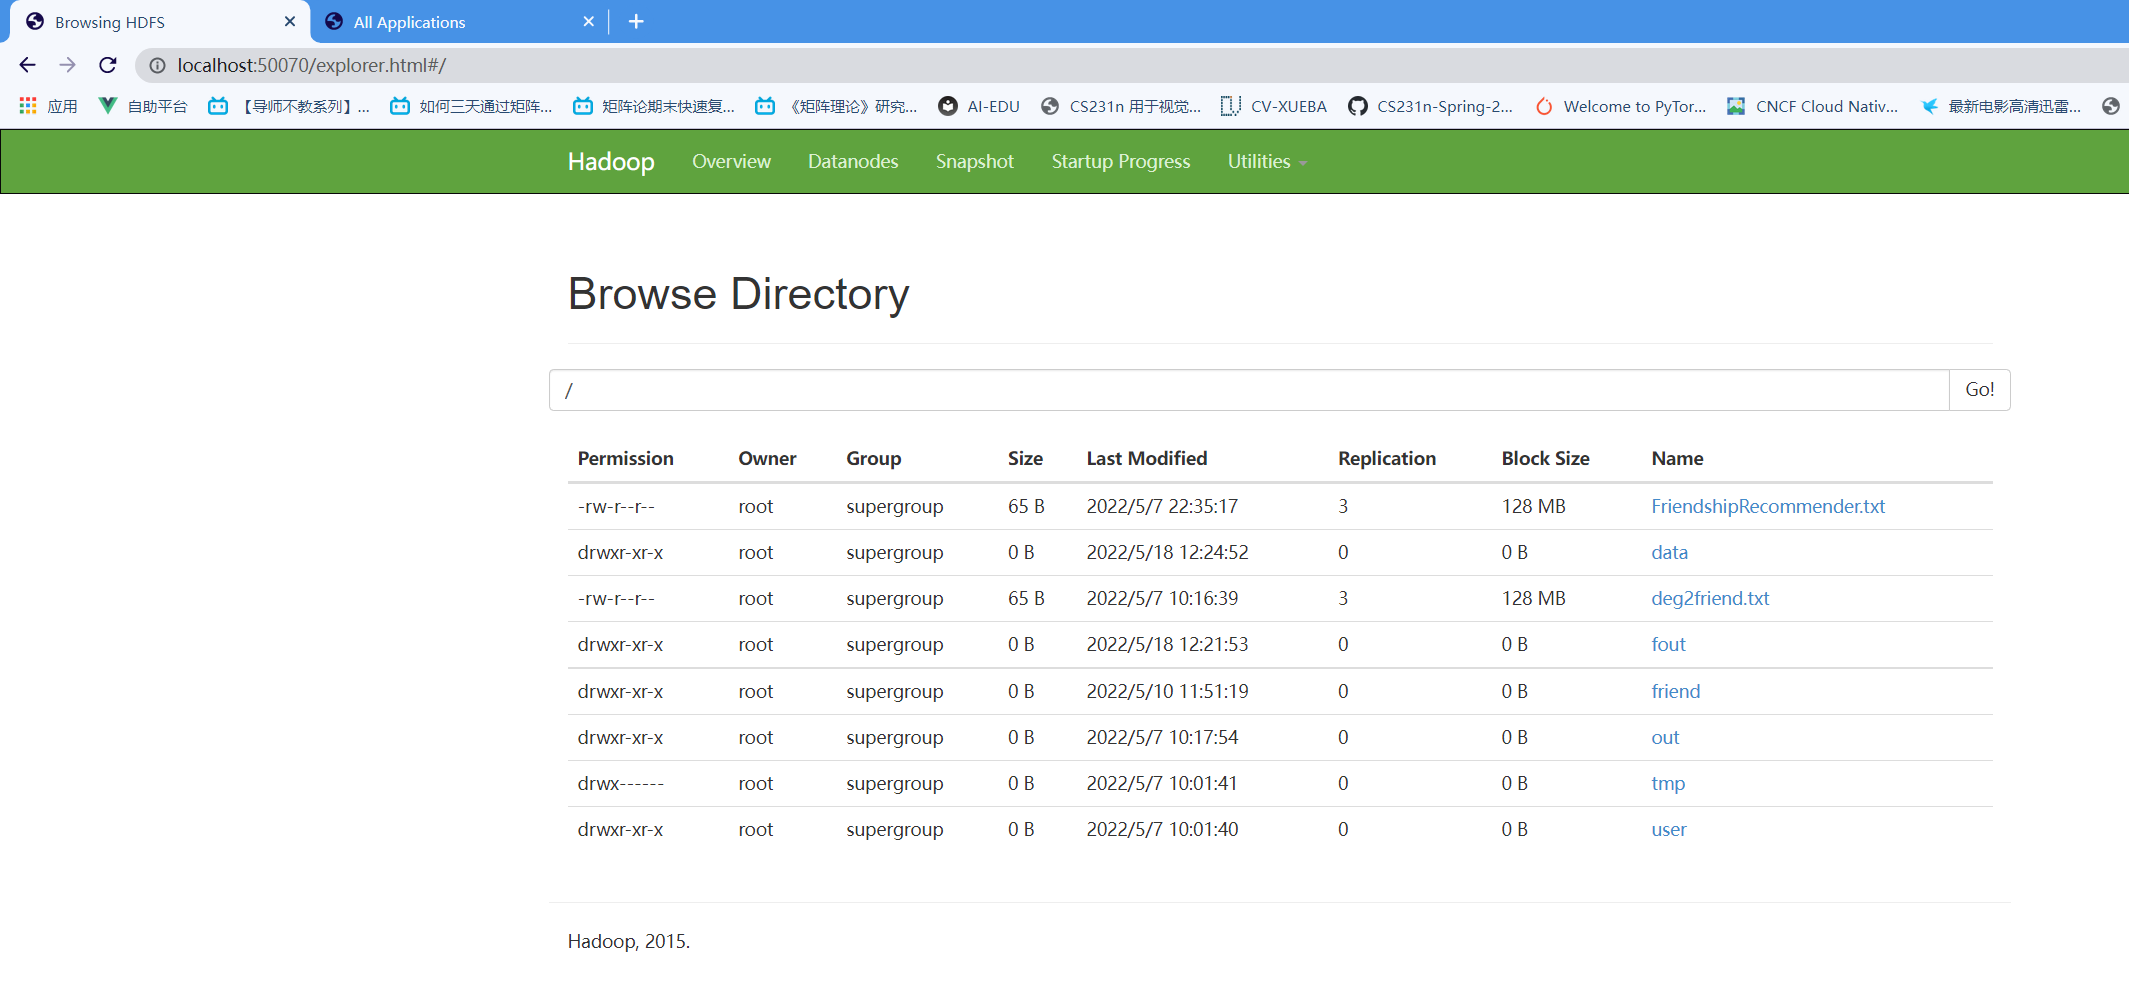 Browsing HDFS All Applications
localhost:50070/explorer.html#/
应用 自助平台 【导师不教系列】... 如何三天通过矩阵... 矩阵论期末快速复... 《矩阵理论》研究... AI-EDU CS231n 用于视觉... CV-XUEBA CS231n-Spring-2... Welcome to PyTor... CNCF Cloud Nativ... 最新电影高清迅雷...
Hadoop Overview Datanodes Snapshot Startup Progress Utilities
Browse Directory
/ Go!
Permission Owner Group Size Last Modified Replication Block Size Name
-rw-r--r-- root supergroup 65 B 2022/5/7 22:35:17 3 128 MB FriendshipRecommender.txt
drwxr-xr-x root supergroup 0 B 2022/5/18 12:24:52 0 0 B data
-rw-r--r-- root supergroup 65 B 2022/5/7 10:16:39 3 128 MB deg2friend.txt
drwxr-xr-x root supergroup 0 B 2022/5/18 12:21:53 0 0 B fout
drwxr-xr-x root supergroup 0 B 2022/5/10 11:51:19 0 0 B friend
drwxr-xr-x root supergroup 0 B 2022/5/7 10:17:54 0 0 B out
drwx------ root supergroup 0 B 2022/5/7 10:01:41 0 0 B tmp
drwxr-xr-x root supergroup 0 B 2022/5/7 10:01:40 0 0 B user
Hadoop, 2015.